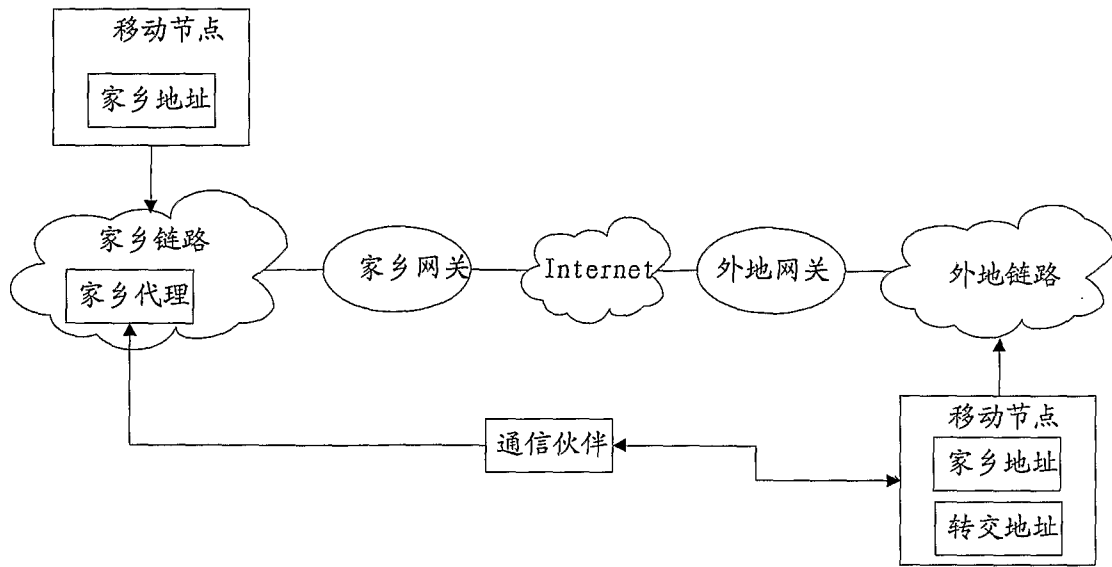 移动节点
家乡地址
家乡链路
家乡代理
家乡网关
Internet
外地网关
外地链路
通信伙伴
移动节点
家乡地址
转交地址